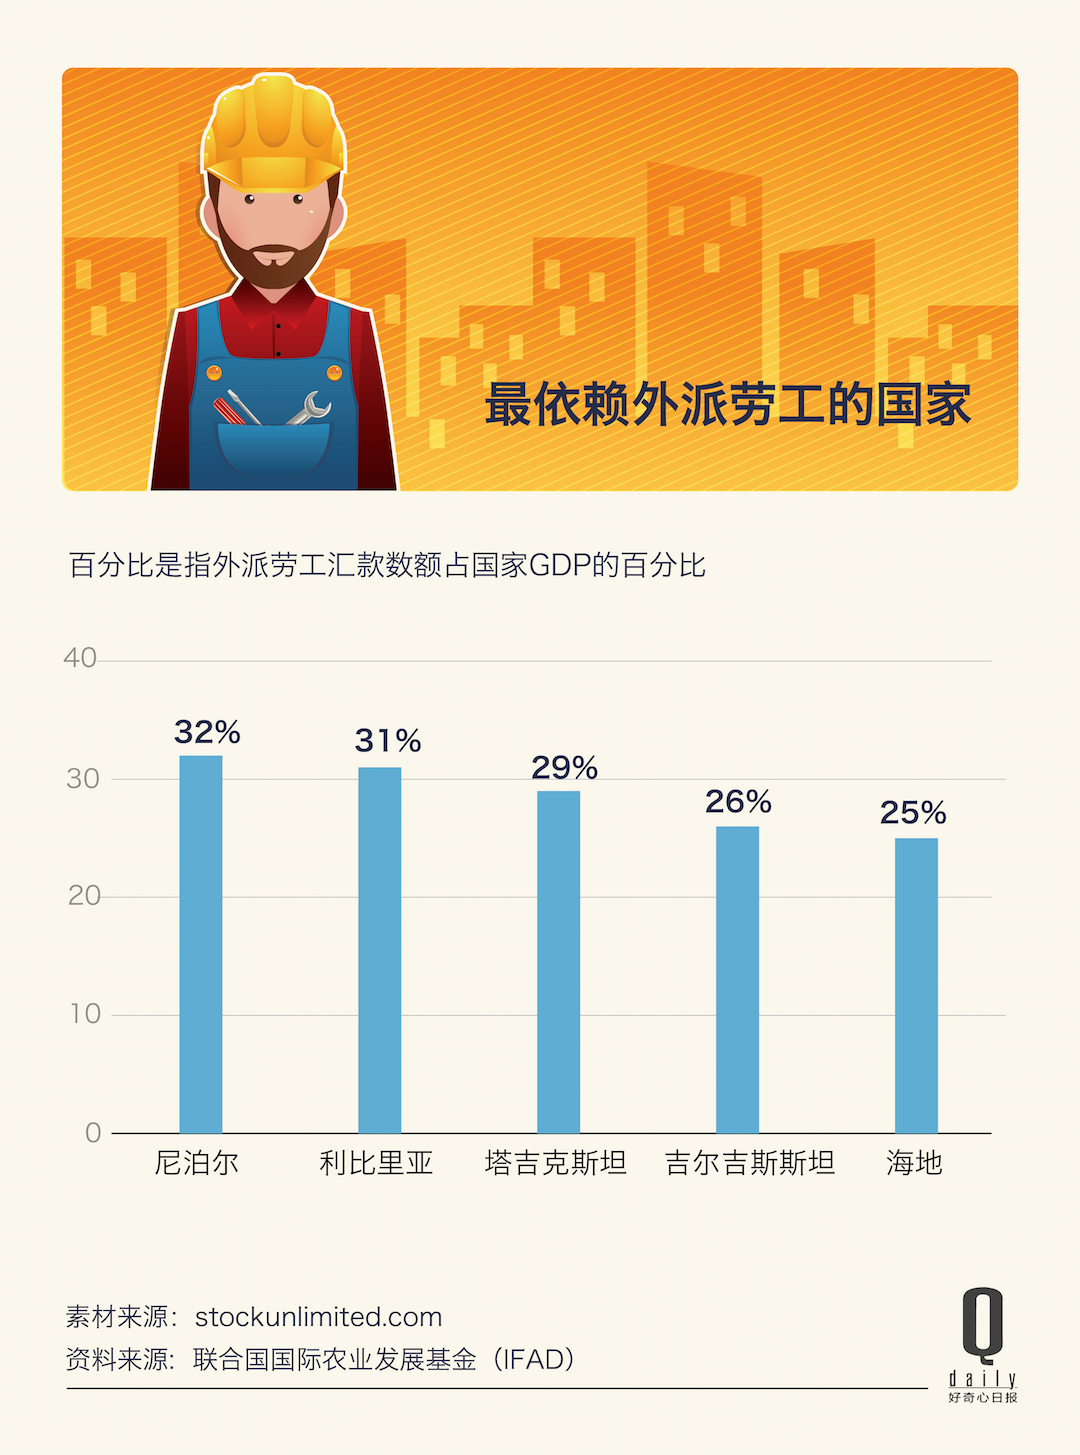 最依赖外派劳工的国家
百分比是指外派劳工汇款数额占国家GDP的百分比
40
32%
31%
29%
30
26%
25%
20
10
0
尼泊尔 利比里亚 塔吉克斯坦 吉尔吉斯斯坦 海地
素材来源：stockunlimited.com
资料来源：联合国国际农业发展基金（IFAD）
Q
daily
好奇心日报